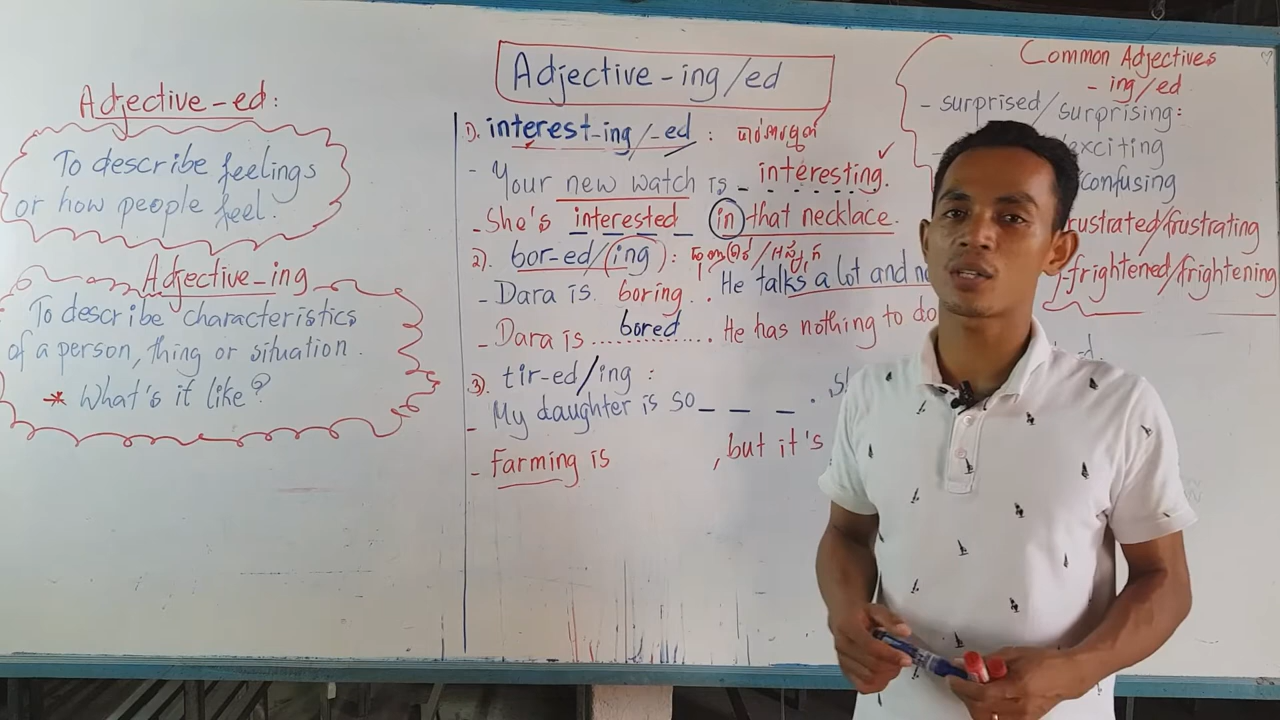 Adjective-ed:
To describe feelings
or how people feel.
Adjective-ing
To describe characteristics
of a person, thing or situation.
* What's it like?
Adjective-ing/ed
1). interest-ing/-ed :
- Your new watch is interesting. ✓
- She's interested in that necklace.
2). bor-ed/(ing) :
- Dara is boring.. He talks a lot and
- Dara is bored. He has nothing to do
3). tir-ed/ing :
- My daughter is so _ _ _ .
- Farming is , but it's
Common Adjectives
- ing/ed
- surprised/surprising:
exciting
/confusing
frustrated/frustrating
-frightened/frightening